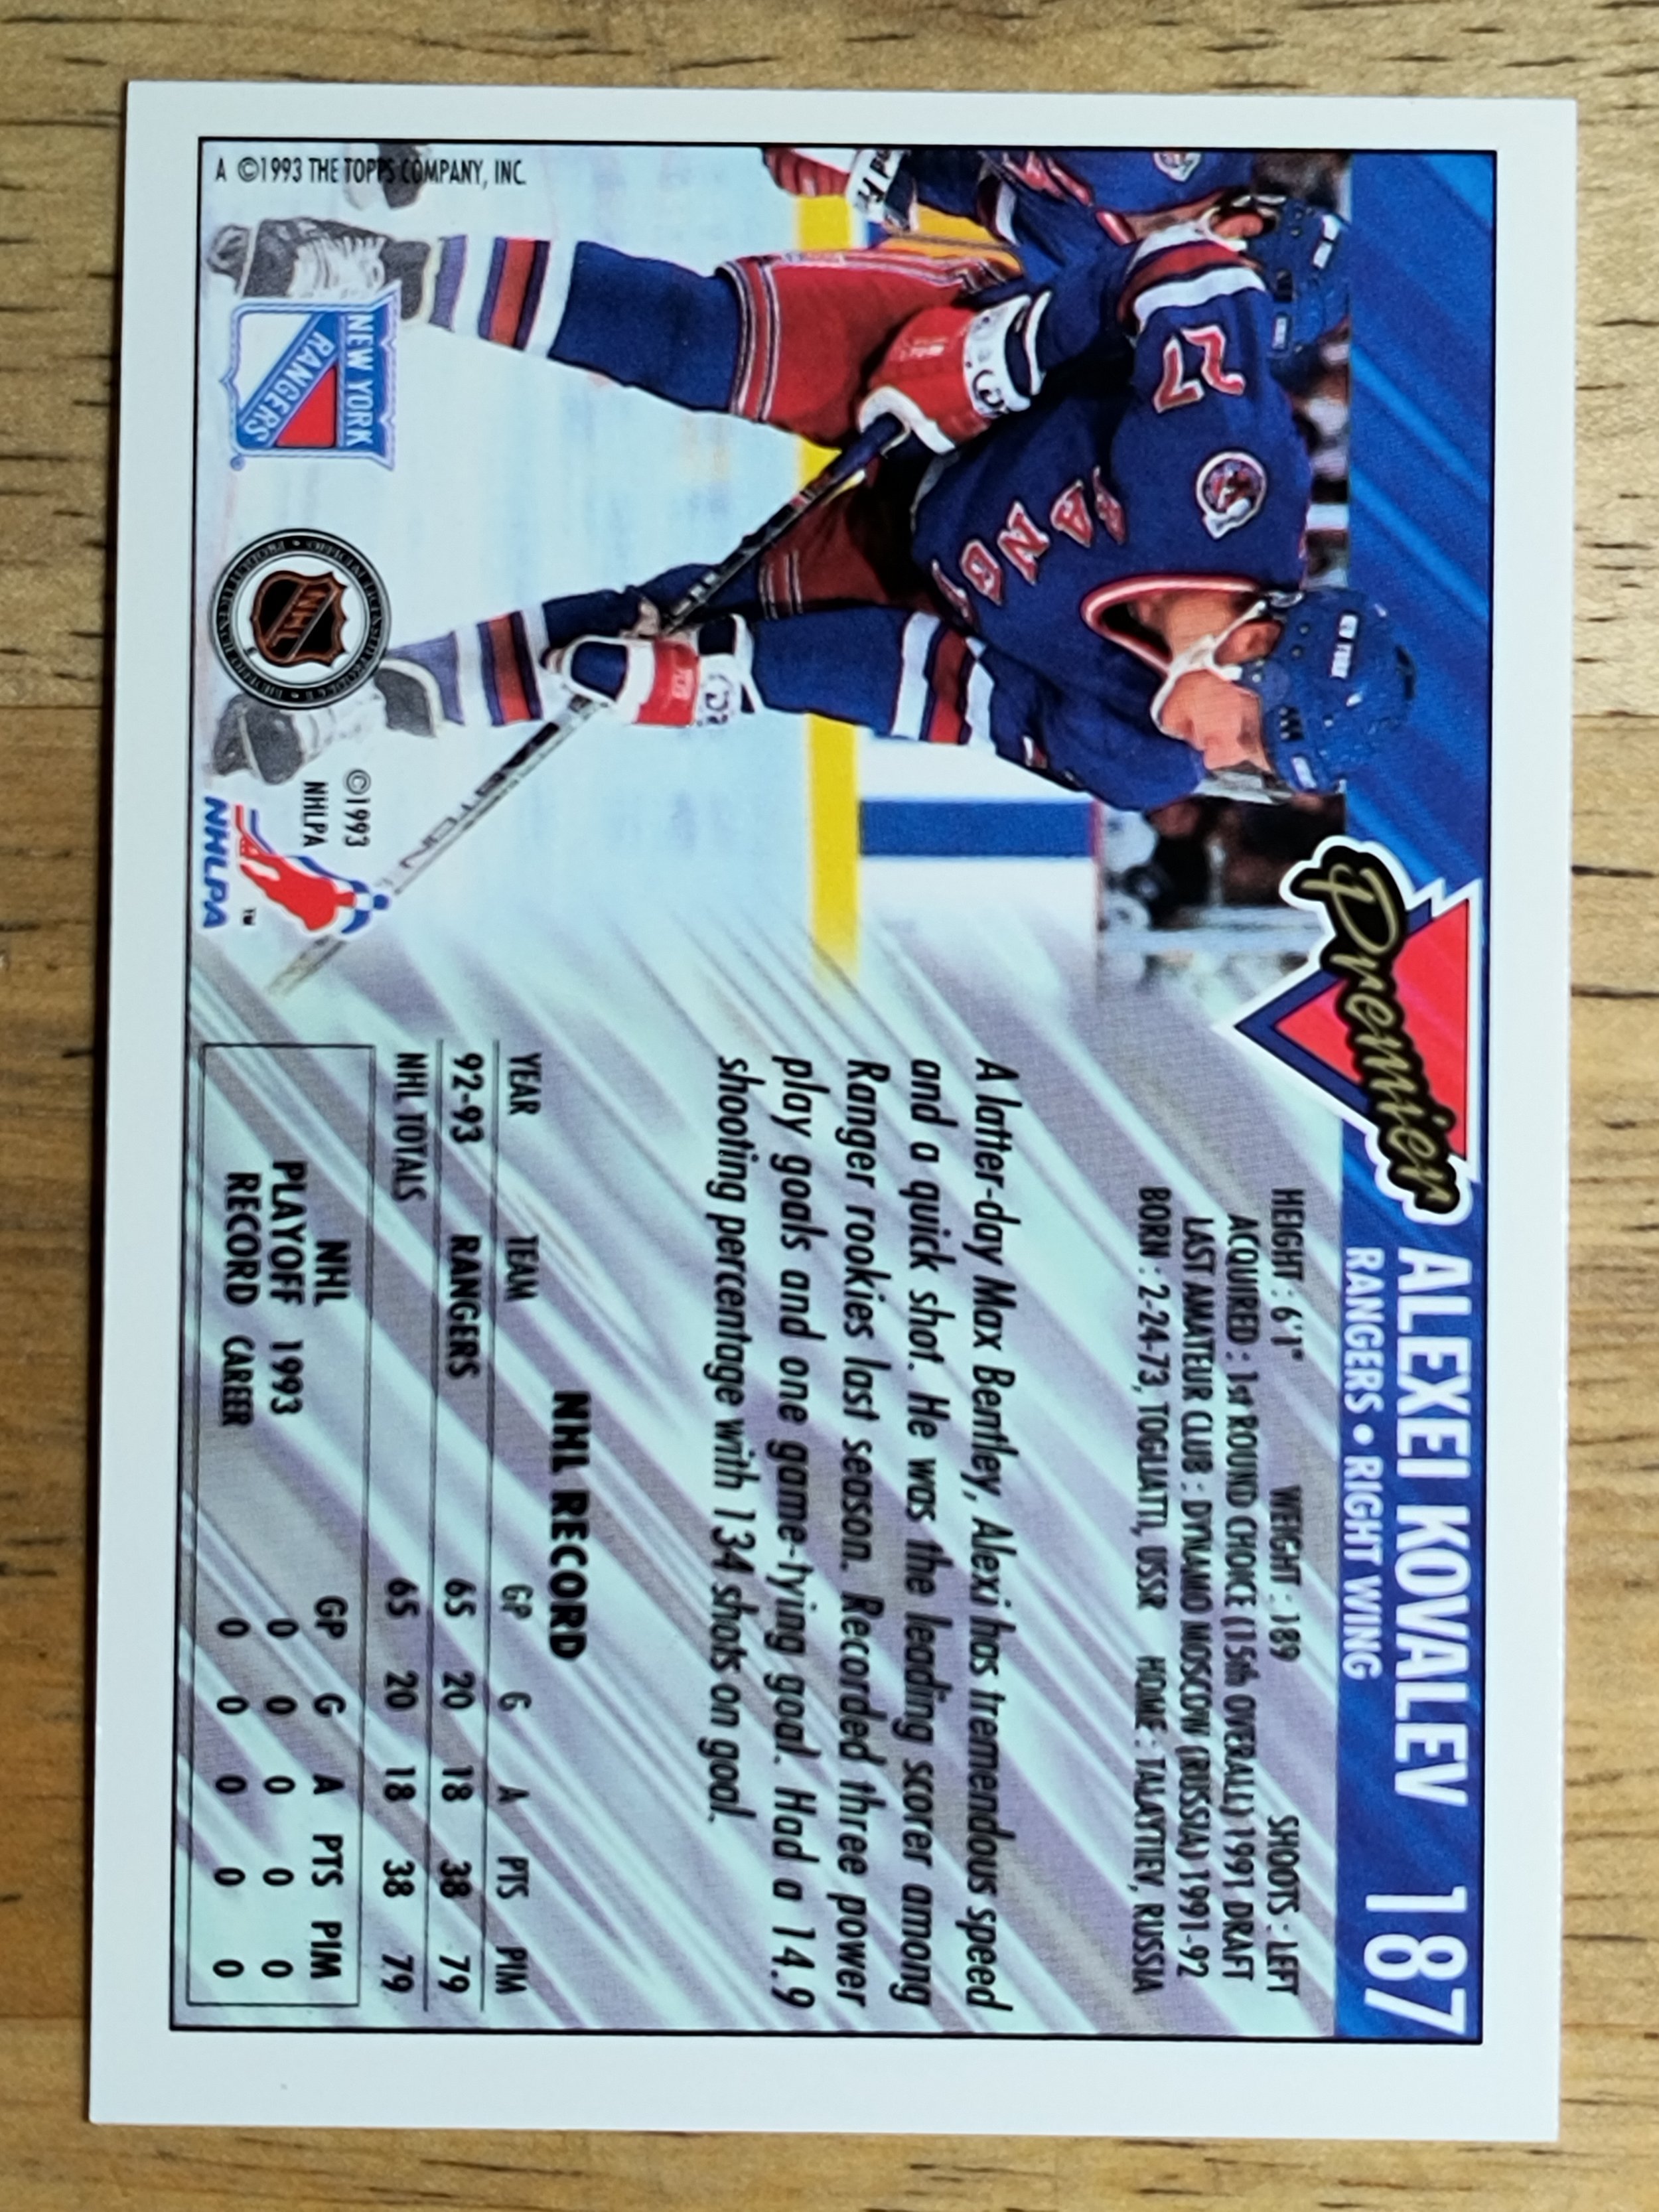 Premier
ALEXEI KOVALEV 187
RANGERS • RIGHT WING
HEIGHT : 6'1" WEIGHT : 189 SHOOTS : LEFT
ACQUIRED : 1st ROUND CHOICE (15th OVERALL) 1991 DRAFT
LAST AMATEUR CLUB : DYNAMO MOSCOW (RUSSIA) 1991-92
BORN : 2-24-73, TOGLIATTI, USSR HOME : TALAYTIEV, RUSSIA
A latter-day Max Bentley, Alexi has tremendous speed
and a quick shot. He was the leading scorer among
Ranger rookies last season. Recorded three power
play goals and one game-tying goal. Had a 14.9
shooting percentage with 134 shots on goal.
NHL RECORD
YEAR TEAM GP G A PTS PIM
92-93 RANGERS 65 20 18 38 79
NHL TOTALS 65 20 18 38 79
NHL GP G A PTS PIM
PLAYOFF 1993 0 0 0 0 0
RECORD CAREER 0 0 0 0 0
27
RANG
NEW YORK
RANGERS
®
NHL
©1993
NHLPA
NHLPA
™
A ©1993 THE TOPPS COMPANY, INC.